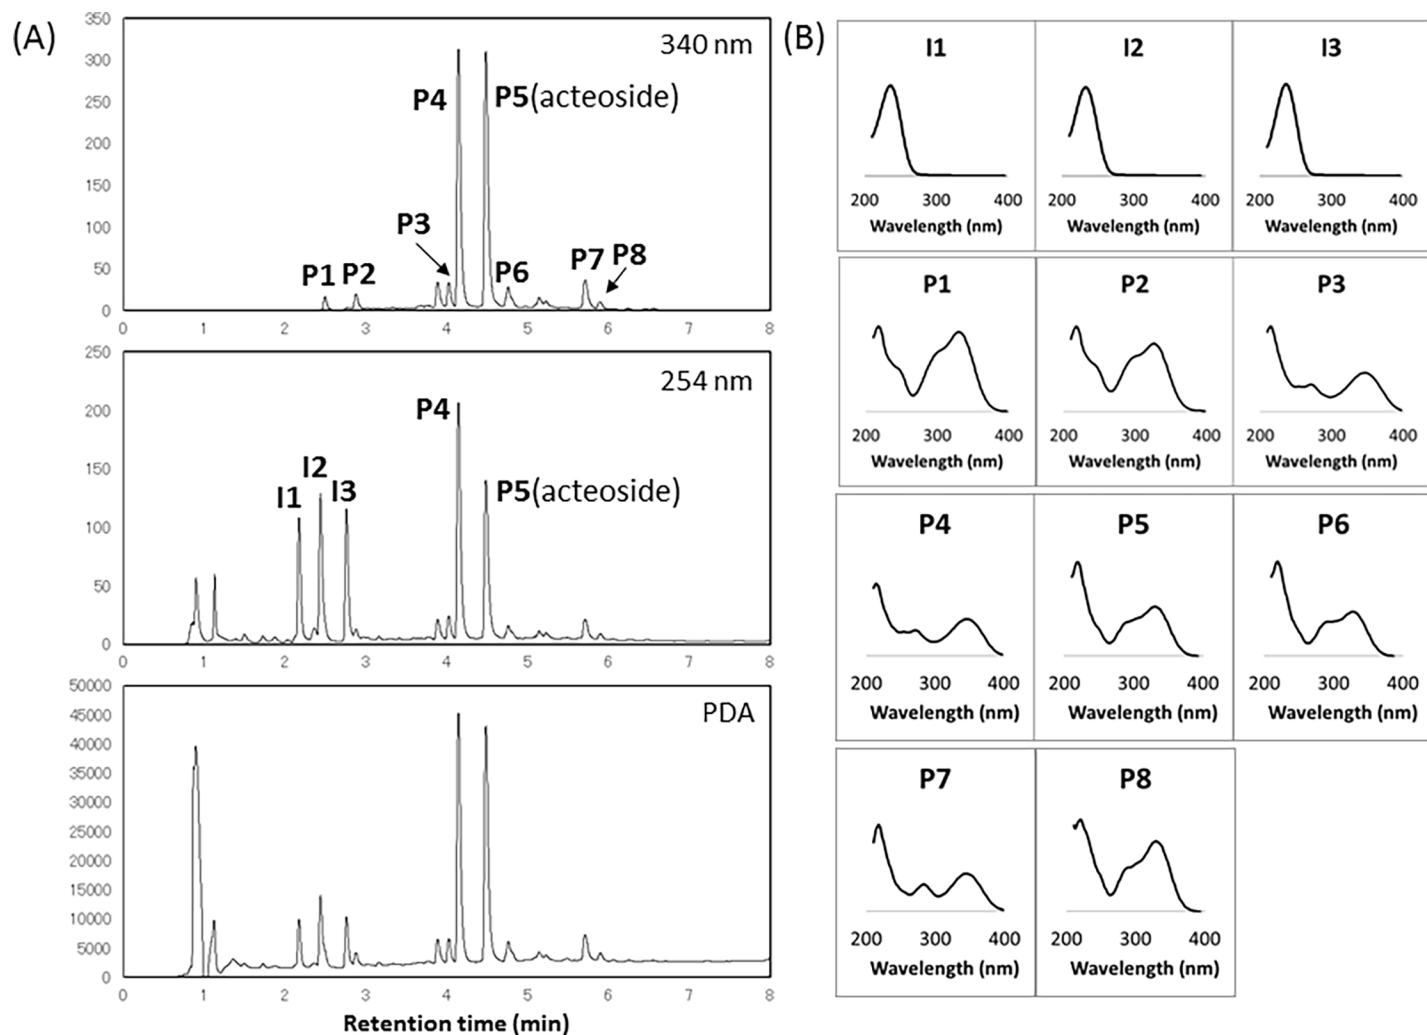 (A)
350
300
250
200
150
100
50
0
340 nm
P4
P5(acteoside)
P3
P1 P2
P6
P7 P8
0 1 2 3 4 5 6 7 8
250
200
150
100
50
0
254 nm
P4
I2
I1 I3
P5(acteoside)
0 1 2 3 4 5 6 7 8
50000
45000
40000
35000
30000
25000
20000
15000
10000
5000
0
PDA
0 1 2 3 4 5 6 7 8
Retention time (min)
(B)
I1 I2 I3
200 300 400 200 300 400 200 300 400
Wavelength (nm) Wavelength (nm) Wavelength (nm)
P1 P2 P3
200 300 400 200 300 400 200 300 400
Wavelength (nm) Wavelength (nm) Wavelength (nm)
P4 P5 P6
200 300 400 200 300 400 200 300 400
Wavelength (nm) Wavelength (nm) Wavelength (nm)
P7 P8
200 300 400 200 300 400
Wavelength (nm) Wavelength (nm)